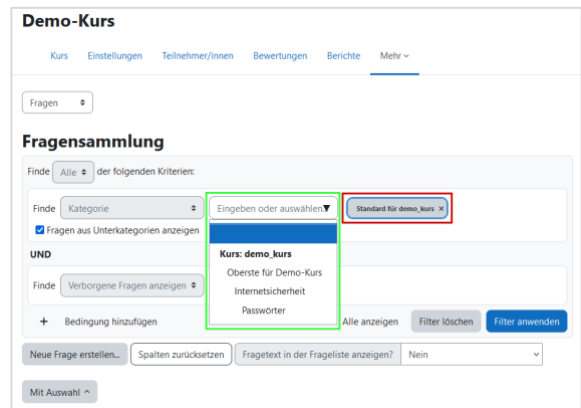 Demo-Kurs
Kurs Einstellungen Teilnehmer/innen Bewertungen Berichte Mehr
Fragen
Fragensammlung
Finde Alle der folgenden Kriterien:
Finde Kategorie Eingeben oder auswählen Standard für demo_kurs ×
Fragen aus Unterkategorien anzeigen
Kurs: demo_kurs
UND
Oberste für Demo-Kurs
Finde Verborgene Fragen anzeigen Internetsicherheit
Passwörter
+ Bedingung hinzufügen Alle anzeigen Filter löschen Filter anwenden
Neue Frage erstellen... Spalten zurücksetzen Fragetext in der Frageliste anzeigen? Nein
Mit Auswahl